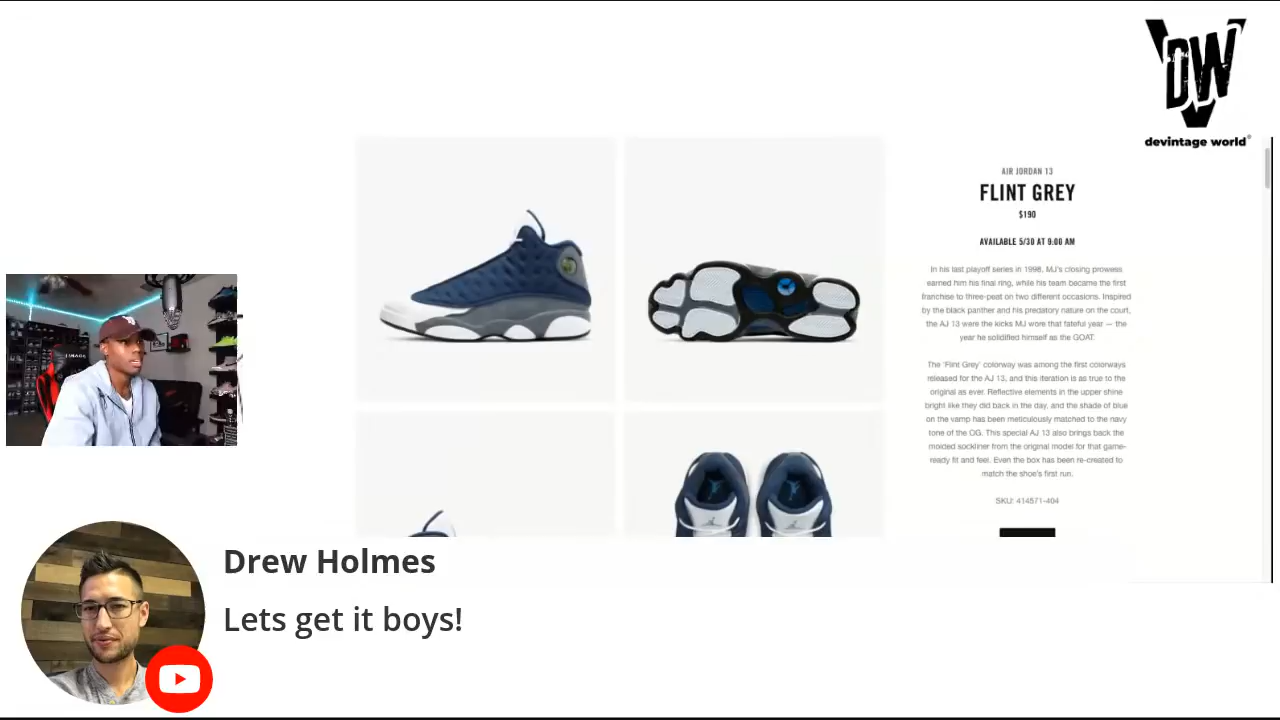 DW
devintage world®
AIR JORDAN 13
FLINT GREY
$190
AVAILABLE 5/30 AT 9:00 AM
In his last playoff series in 1998, MJ's closing prowess
earned him his final ring, while his team became the first
franchise to three-peat on two different occasions. Inspired
by the black panther and his predatory nature on the court,
the AJ 13 were the kicks MJ wore that fateful year — the
year he solidified himself as the GOAT.
The 'Flint Grey' colorway was among the first colorways
released for the AJ 13, and this iteration is as true to the
original as ever. Reflective elements in the upper shine
bright like they did back in the day, and the shade of blue
on the vamp has been meticulously matched to the navy
tone of the OG. This special AJ 13 also brings back the
molded sockliner from the original model for that game-
ready fit and feel. Even the box has been re-created to
match the shoe's first run.
SKU: 414571-404
Drew Holmes
Lets get it boys!